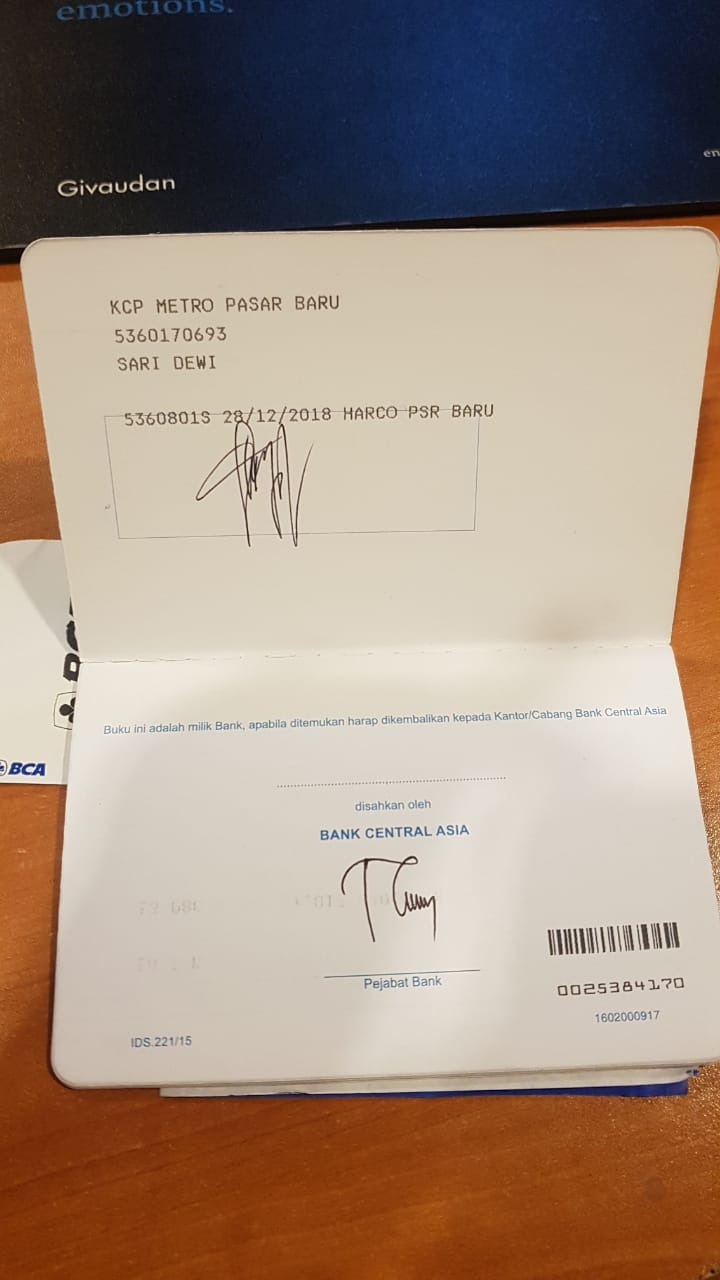 emotions.
Givaudan
en
KCP METRO PASAR BARU
5360170693
SARI DEWI
5360801S 28/12/2018 HARCO PSR BARU
Buku ini adalah milik Bank, apabila ditemukan harap dikembalikan kepada Kantor/Cabang Bank Central Asia
BCA
disahkan oleh
BANK CENTRAL ASIA
Pejabat Bank
0025384170
1602000917
IDS.221/15